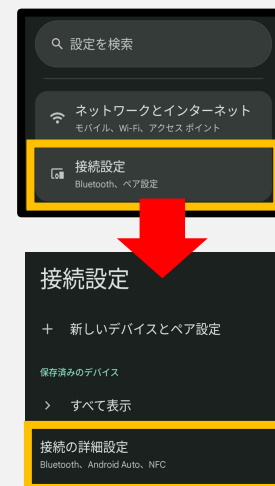 設定を検索
ネットワークとインターネット
モバイル、Wi-Fi、アクセス ポイント
接続設定
Bluetooth、ペア設定
接続設定
+ 新しいデバイスとペア設定
保存済みのデバイス
> すべて表示
接続の詳細設定
Bluetooth、Android Auto、NFC